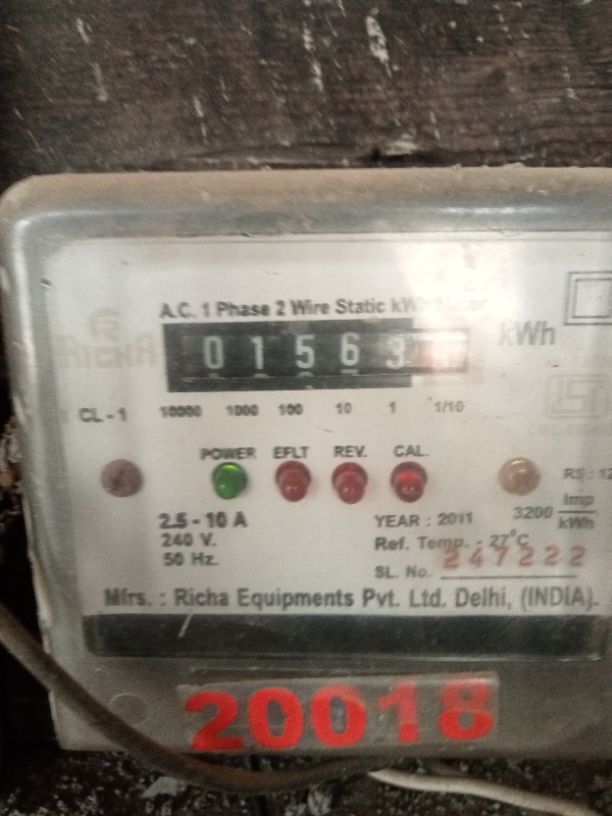 A.C. 1 Phase 2 Wire Static kWh Meter
RICHA
0 1 5 6 3
kWh
CL - 1
10000 1000 100 10 1 1/10
POWER EFLT REV. CAL.
2.5 - 10 A
240 V.
50 Hz.
YEAR : 2011
3200 Imp/kWh
Ref. Temp. - 27°C
SL. No. 247222
Mfrs. : Richa Equipments Pvt. Ltd. Delhi, (INDIA).
20018